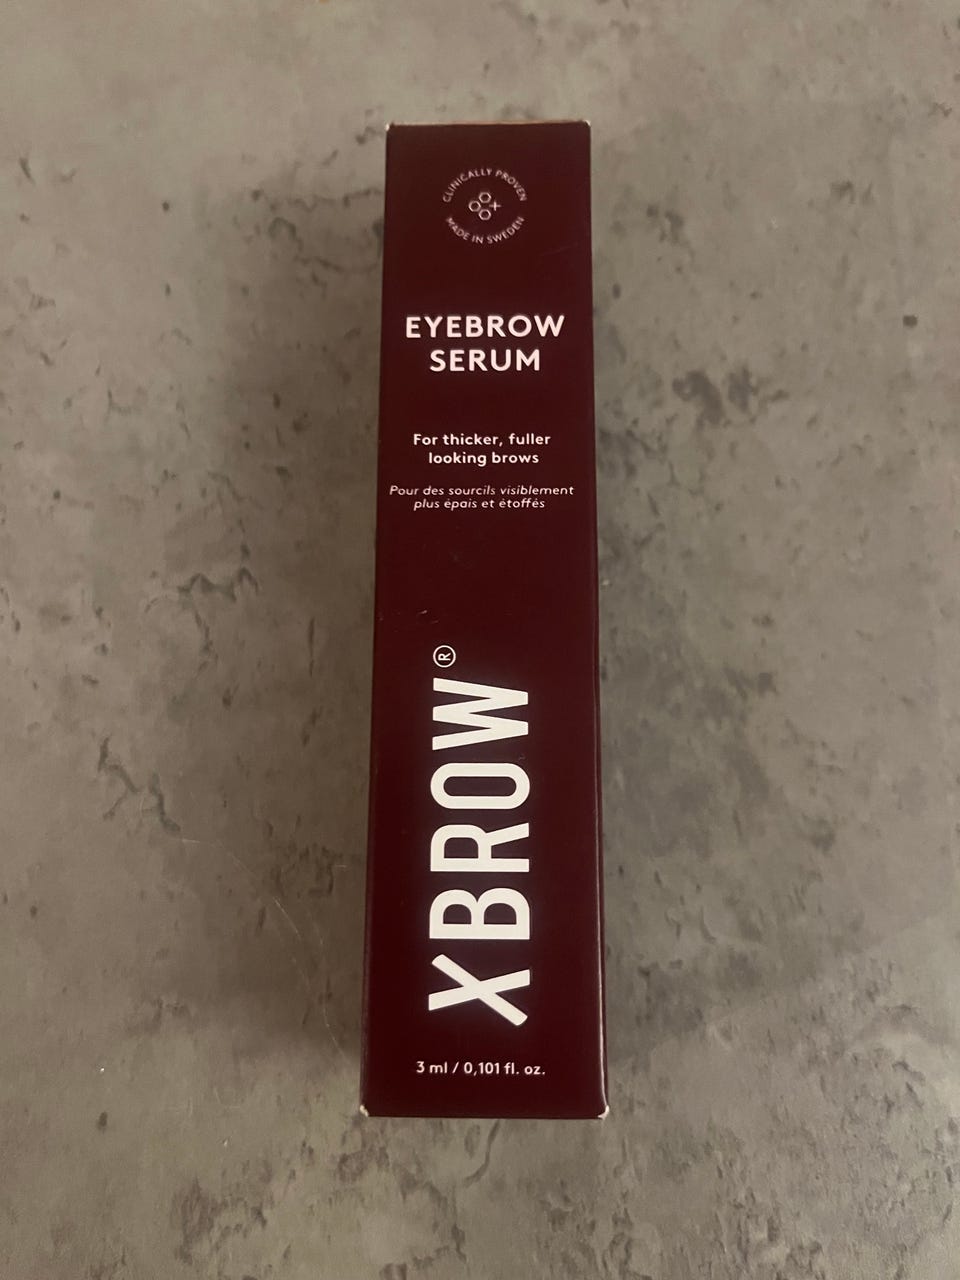 CLINICALLY PROVEN
MADE IN SWEDEN
EYEBROW
SERUM
For thicker, fuller
looking brows
Pour des sourcils visiblement
plus épais et étoffés
XBROW®
3 ml / 0,101 fl. oz.